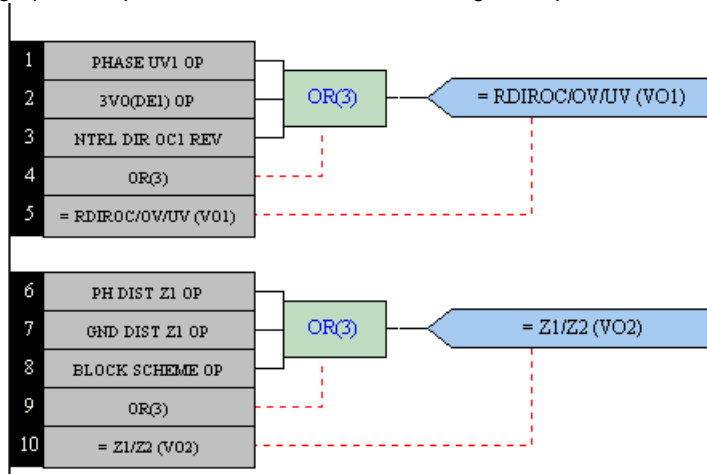 1 PHASE UV1 OP
2 3V0(DE1) OP OR(3) = RDIROC/OV/UV (VO1)
3 NTRL DIR OC1 REV
4 OR(3)
5 = RDIROC/OV/UV (VO1)
6 PH DIST Z1 OP
7 GND DIST Z1 OP OR(3) = Z1/Z2 (VO2)
8 BLOCK SCHEME OP
9 OR(3)
10 = Z1/Z2 (VO2)